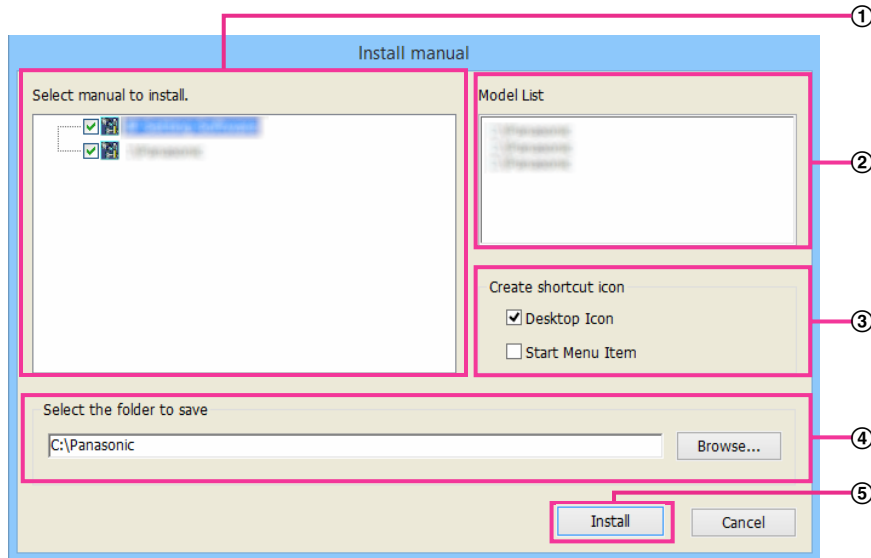 ①
Install manual
Select manual to install.
Model List
②
Create shortcut icon
Desktop Icon
③
Start Menu Item
Select the folder to save
C:\Panasonic
Browse...
④
⑤
Install
Cancel